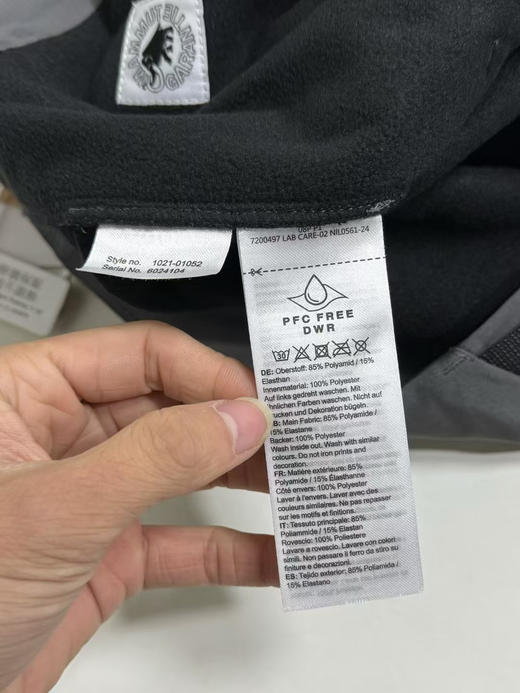 MAMMUT
Style no. 1021-01052
Serial No. 6024104
7200497 LAB CARE-02 NIL0561-24
PFC FREE
DWR
DE: Oberstoff: 85% Polyamid / 15%
Elasthan
Innenmaterial: 100% Polyester
Auf links gedreht waschen. Mit
ähnlichen Farben waschen. Nicht auf
rucken und Dekoration bügeln.
B: Main Fabric: 85% Polyamide /
15% Elastane
Backer: 100% Polyester
Wash inside out. Wash with similar
colours. Do not iron prints and
decoration.
FR: Matière extérieure: 85%
Polyamide / 15% Élasthanne
Côté envers: 100% Polyester
Laver à l'envers. Laver avec des
couleurs similaires. Ne pas repasser
sur les motifs et finitions.
IT: Tessuto principale: 85%
Poliammide / 15% Elastan
Rovescio: 100% Poliestere
Lavare a rovescio. Lavare con colori
simili. Non passare il ferro da stiro su
finiture e decorazioni.
ES: Tejido exterior: 85% Poliamida /
15% Elastano